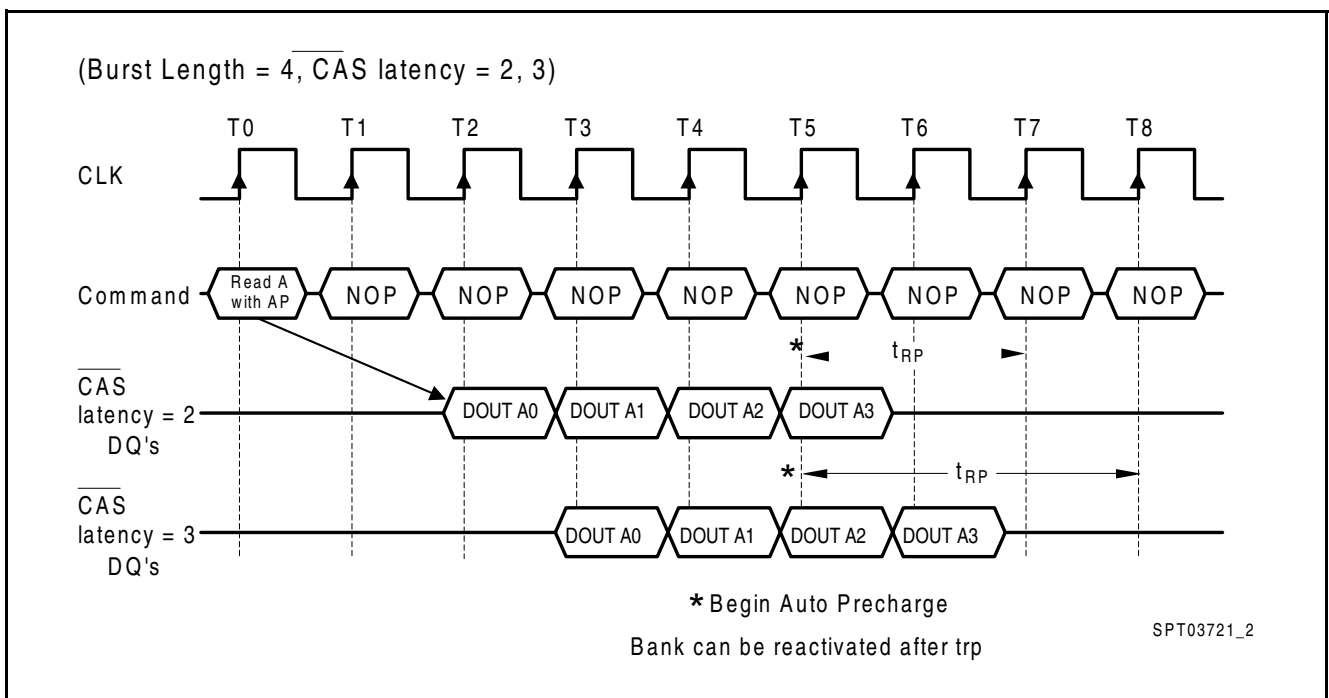 (Burst Length = 4, CAS latency = 2, 3)
T0 T1 T2 T3 T4 T5 T6 T7 T8
CLK
Command
Read A
with AP
NOP NOP NOP NOP NOP NOP NOP NOP
* tRP
CAS
latency = 2
DQ's
DOUT A0 DOUT A1 DOUT A2 DOUT A3
* tRP
CAS
latency = 3
DQ's
DOUT A0 DOUT A1 DOUT A2 DOUT A3
* Begin Auto Precharge
Bank can be reactivated after trp
SPT03721_2